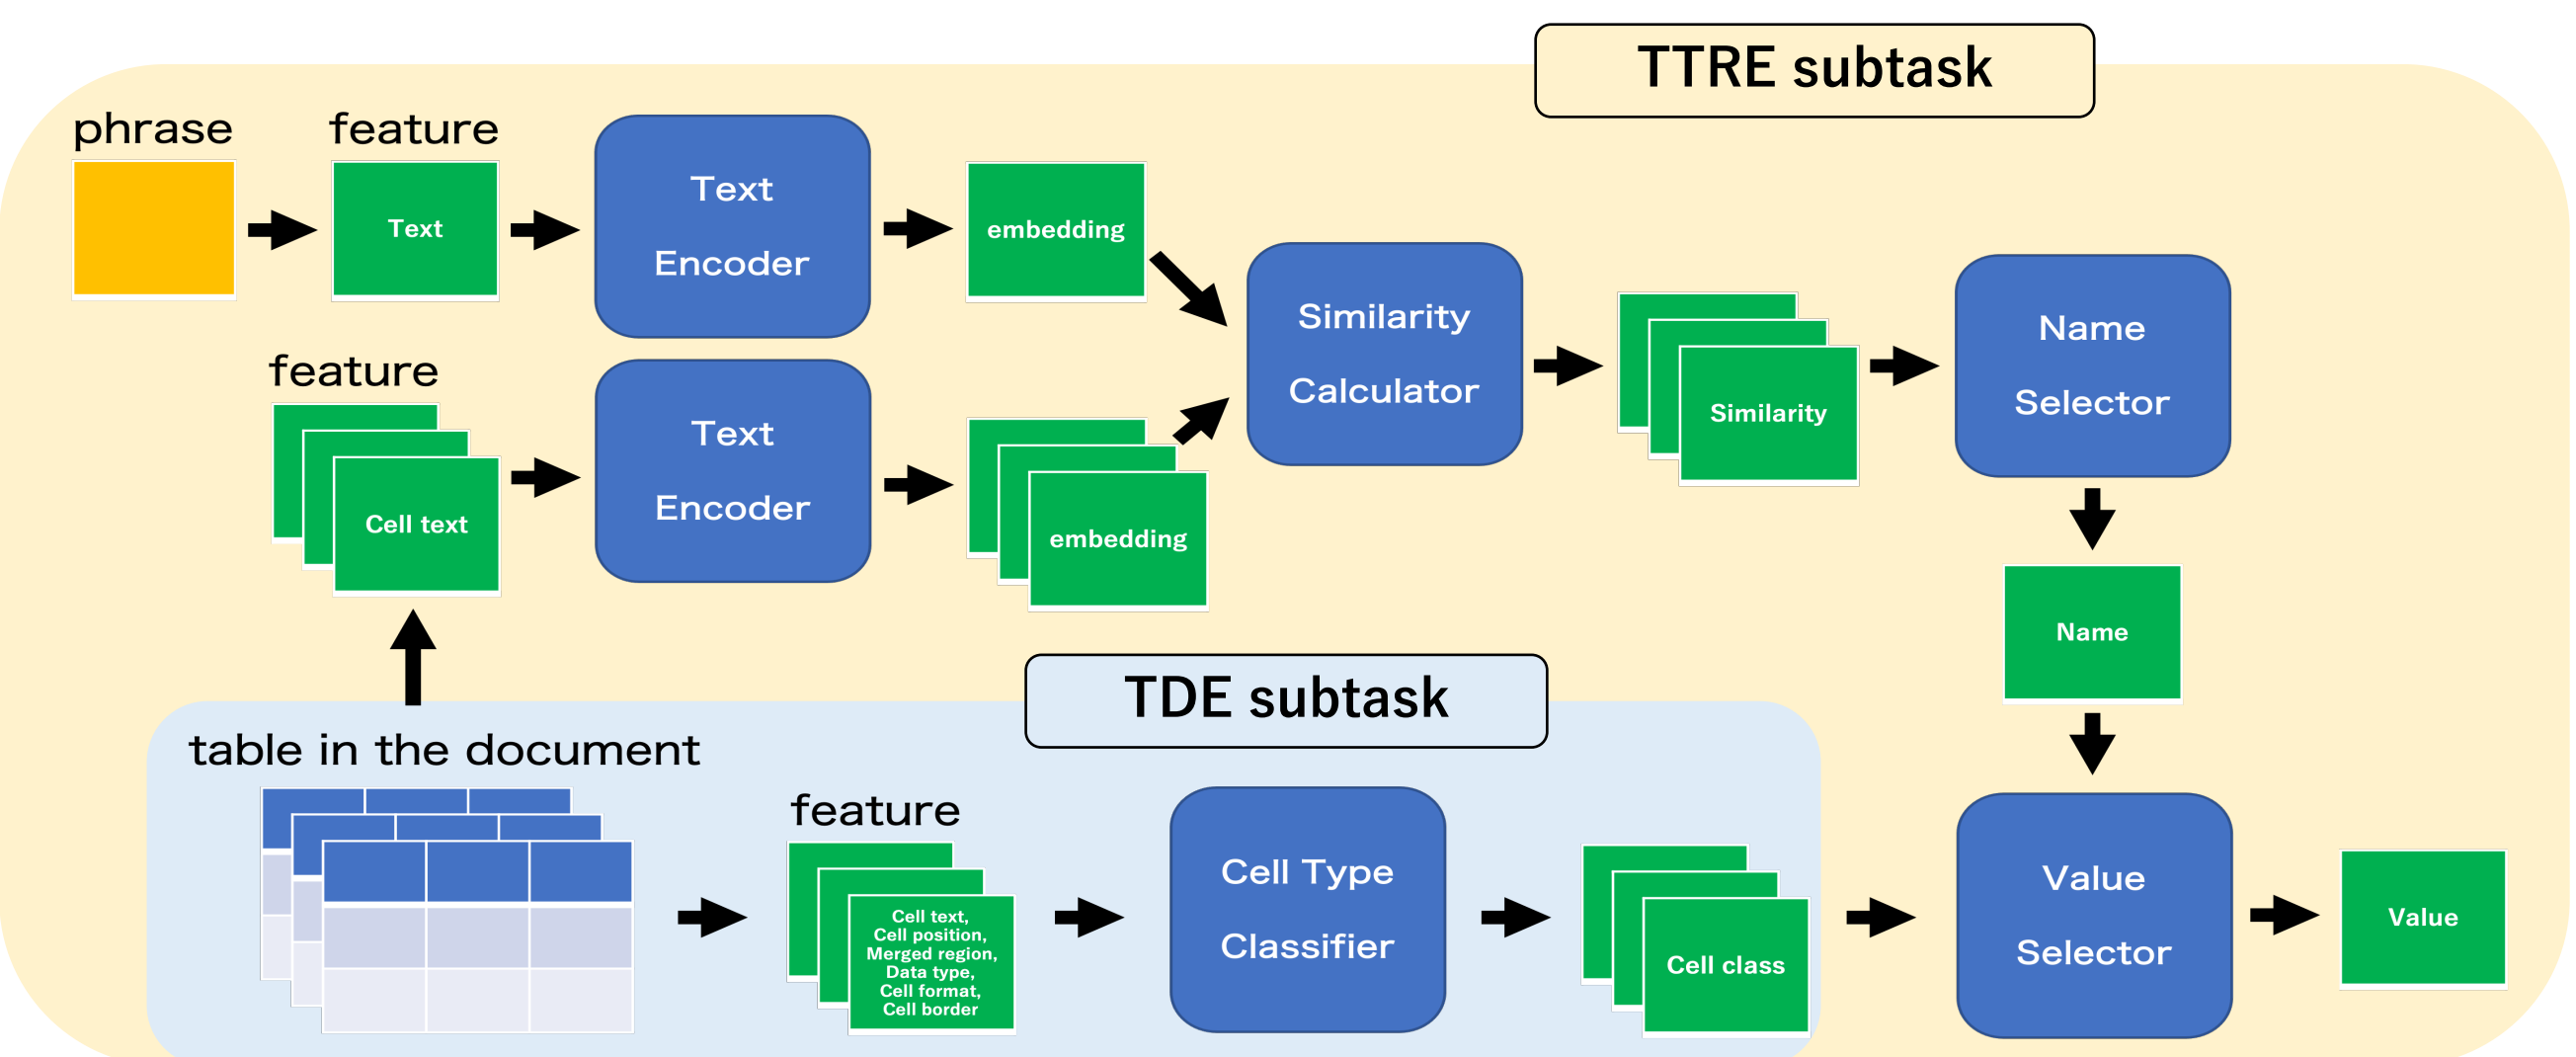 TTRE subtask
phrase
feature
Text
Text
Encoder
embedding
feature
Cell text
Text
Encoder
embedding
Similarity
Calculator
Similarity
Name
Selector
Name
TDE subtask
table in the document
feature
Cell text,
Cell position,
Merged region,
Data type,
Cell format,
Cell border
Cell Type
Classifier
Cell class
Value
Selector
Value